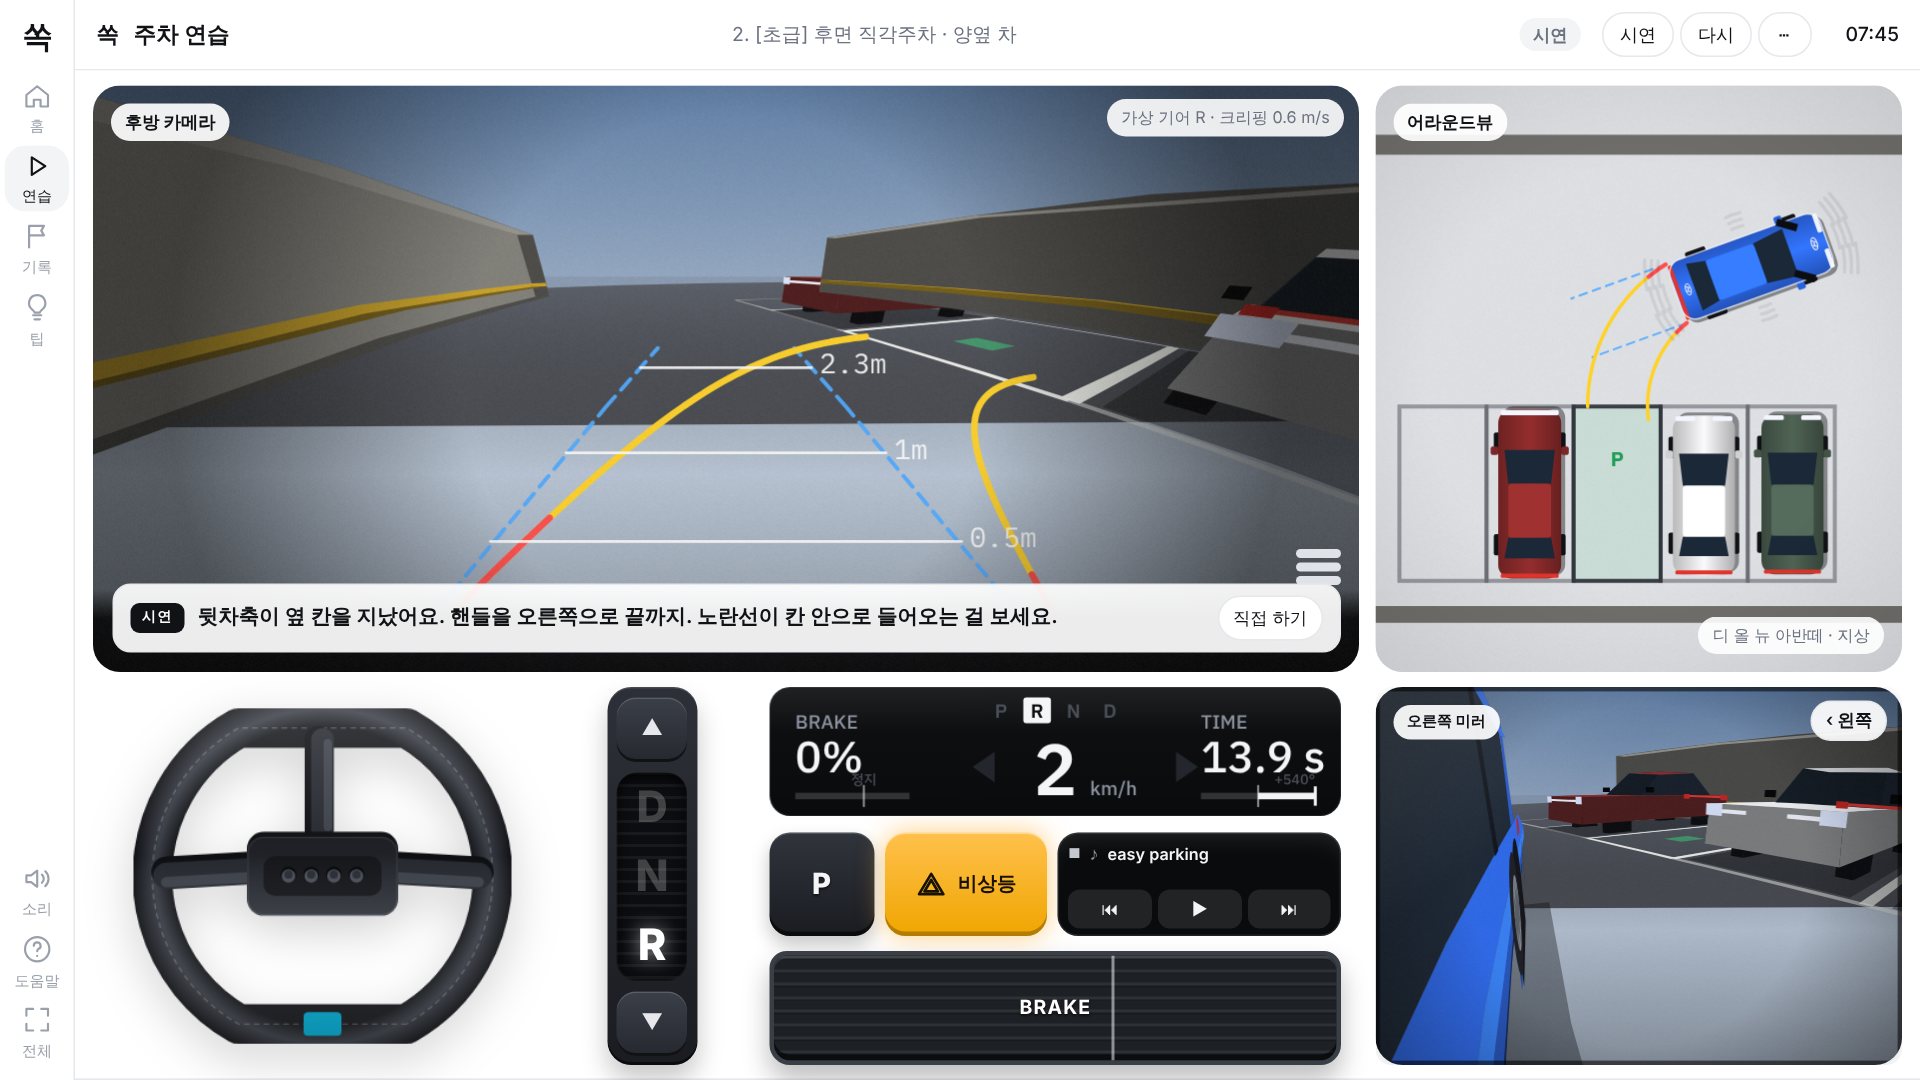 쏙
홈
연습
기록
팁
소리
도움말
전체
쏙 주차 연습
2. [초급] 후면 직각주차 · 양옆 차
시연
시연
다시
···
07:45
후방 카메라
가상 기어 R · 크리핑 0.6 m/s
2.3m
1m
0.5m
시연
뒷차축이 옆 칸을 지났어요. 핸들을 오른쪽으로 끝까지. 노란선이 칸 안으로 들어오는 걸 보세요.
직접 하기
어라운드뷰
P
디 올 뉴 아반떼 · 지상
D
N
R
P R N D
BRAKE
0%
정지
2 km/h
TIME
13.9 s
+540°
P
비상등
♪ easy parking
BRAKE
오른쪽 미러
‹ 왼쪽